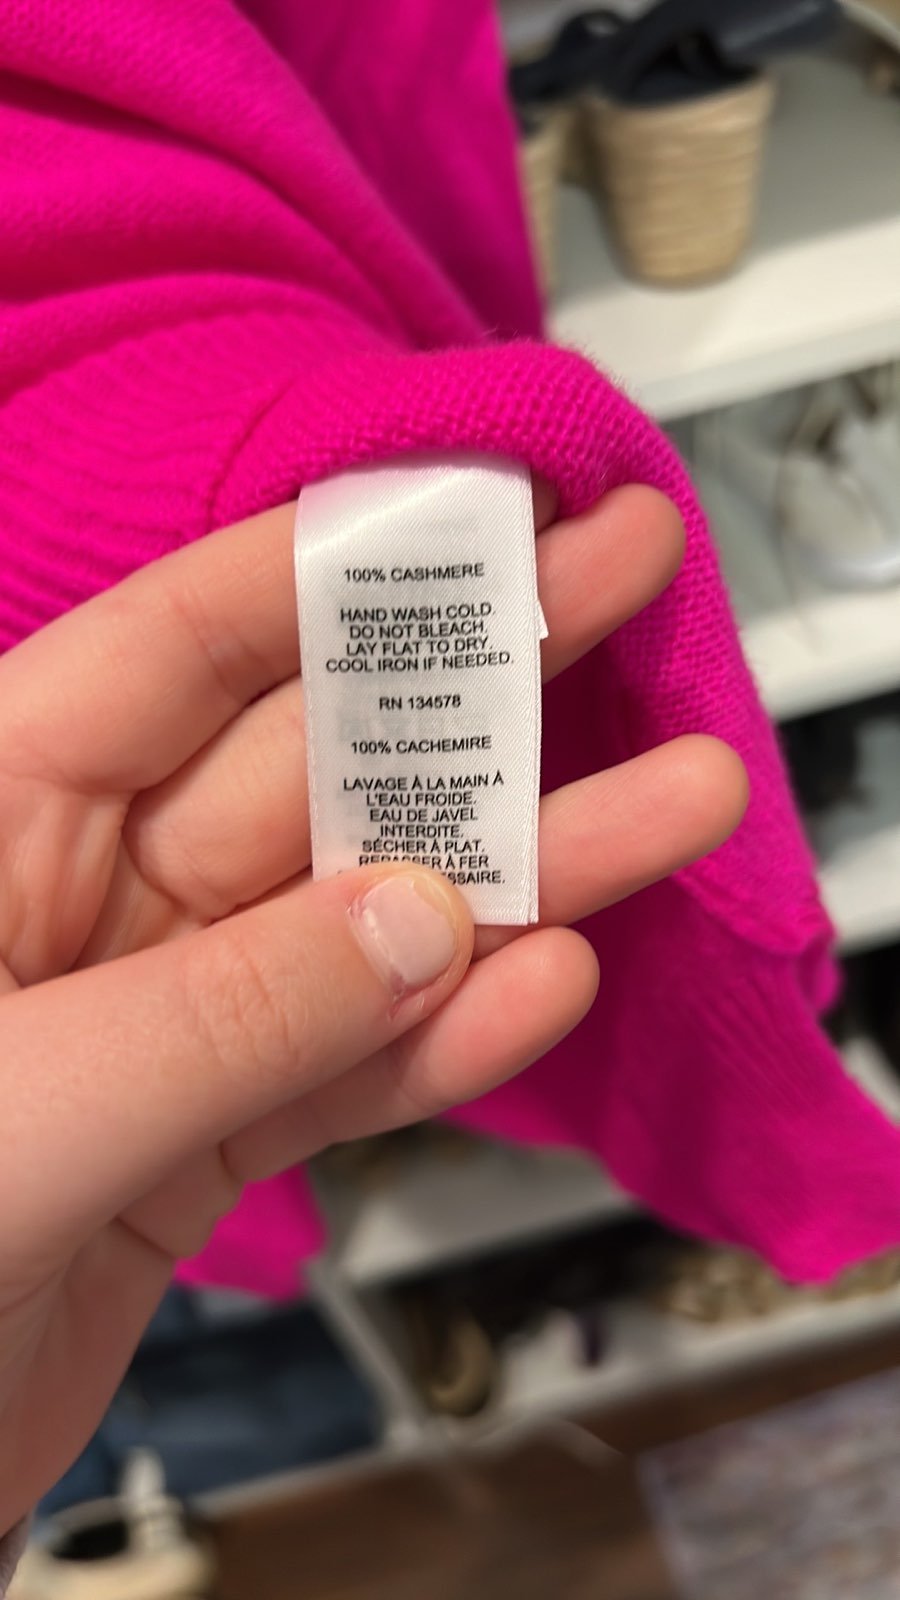 100% CASHMERE
HAND WASH COLD.
DO NOT BLEACH.
LAY FLAT TO DRY.
COOL IRON IF NEEDED.
RN 134578
100% CACHEMIRE
LAVAGE À LA MAIN À
L'EAU FROIDE.
EAU DE JAVEL
INTERDITE.
SÉCHER À PLAT.
REPASSER À FER